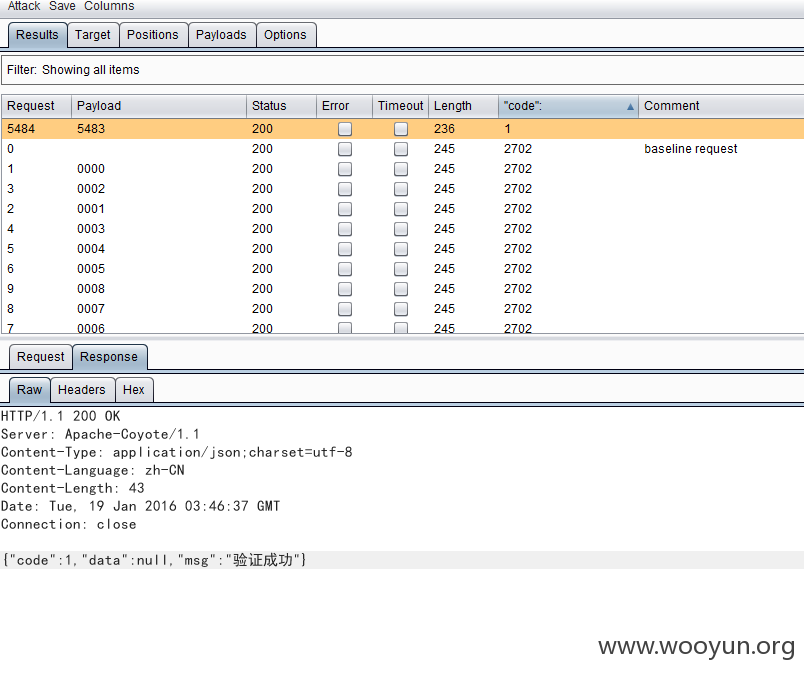 Attack Save Columns
Results Target Positions Payloads Options
Filter: Showing all items
Request Payload Status Error Timeout Length "code": Comment
5484 5483 200 236 1
0 200 245 2702 baseline request
1 0000 200 245 2702
3 0002 200 245 2702
2 0001 200 245 2702
4 0003 200 245 2702
5 0004 200 245 2702
6 0005 200 245 2702
9 0008 200 245 2702
8 0007 200 245 2702
7 0006 200 245 2702
Request Response
Raw Headers Hex
HTTP/1.1 200 OK
Server: Apache-Coyote/1.1
Content-Type: application/json;charset=utf-8
Content-Language: zh-CN
Content-Length: 43
Date: Tue, 19 Jan 2016 03:46:37 GMT
Connection: close
{"code":1,"data":null,"msg":"验证成功"}
www.wooyun.org